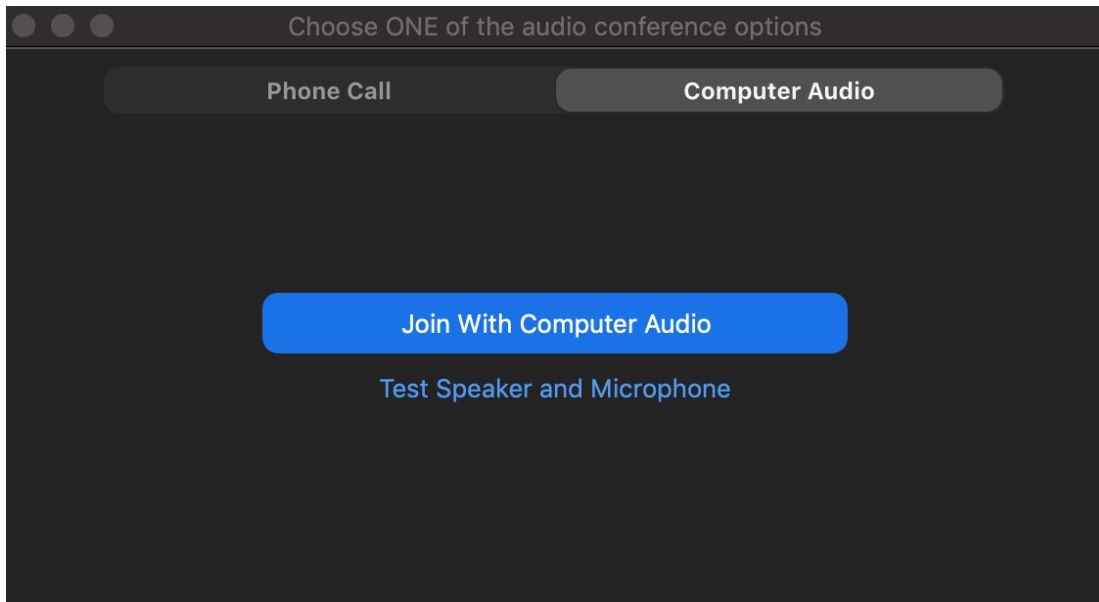 Choose ONE of the audio conference options
Phone Call
Computer Audio
Join With Computer Audio
Test Speaker and Microphone